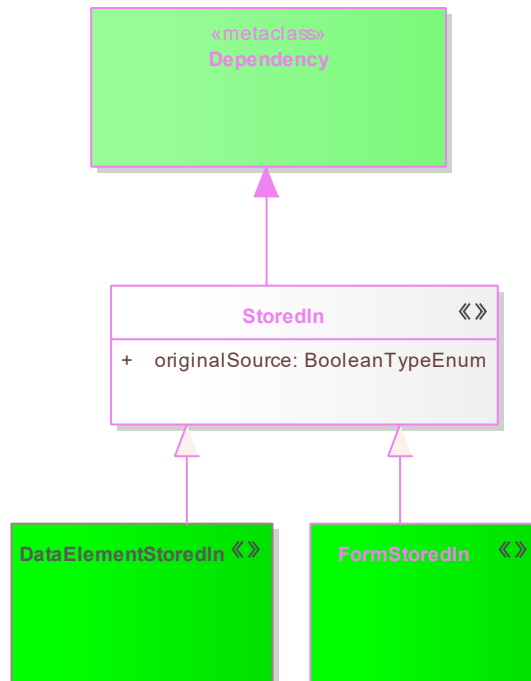 «metaclass»
Dependency
StoredIn «»
+ originalSource: BooleanTypeEnum
DataElementStoredIn «»
FormStoredIn «»